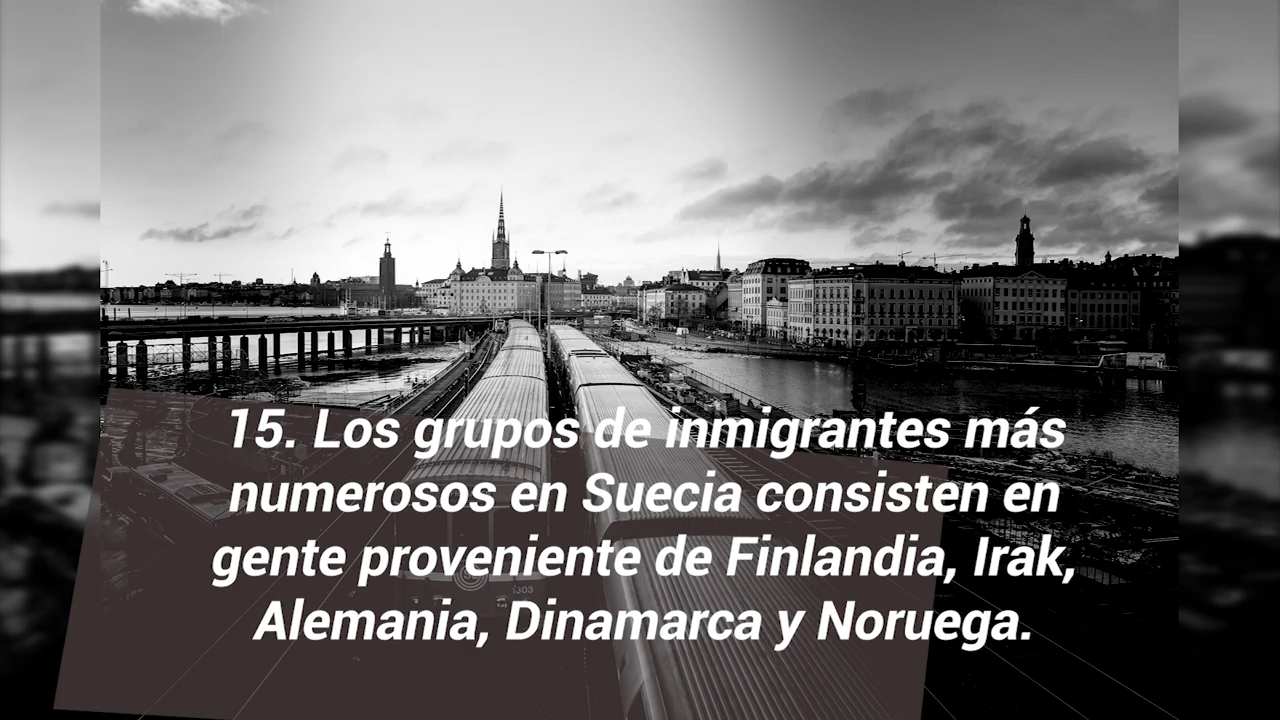 15. Los grupos de inmigrantes más
numerosos en Suecia consisten en
gente proveniente de Finlandia, Irak,
Alemania, Dinamarca y Noruega.
303